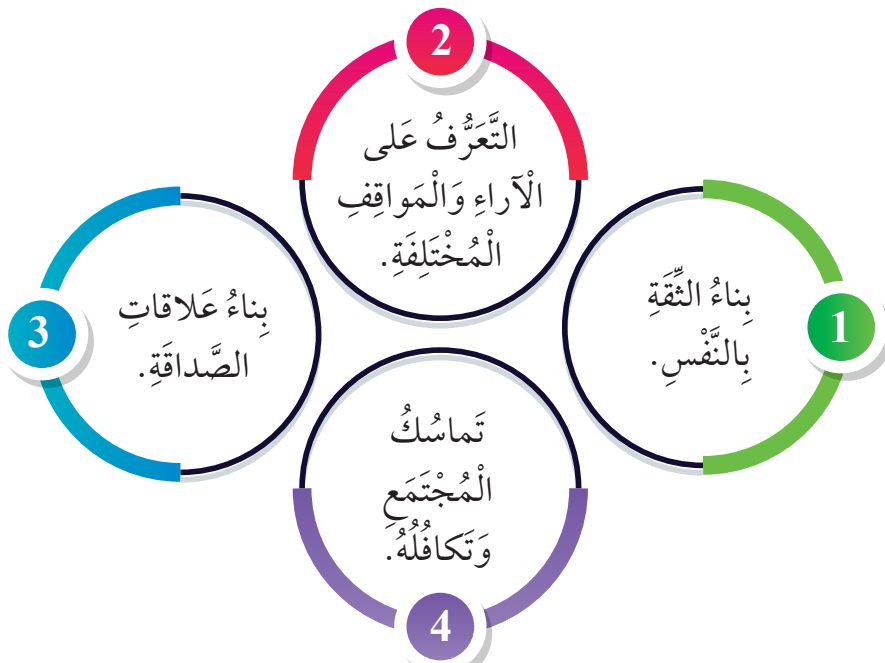 1
بِناءُ الثِّقَةِ
بِالنَّفْسِ.
2
التَّعَرُّفُ عَلى
الْآراءِ وَالْمَواقِفِ
الْمُخْتَلِفَةِ.
3
بِناءُ عَلاقاتِ
الصَّداقَةِ.
4
تَماسُكُ
الْمُجْتَمَعِ
وَتَكافُلُهُ.